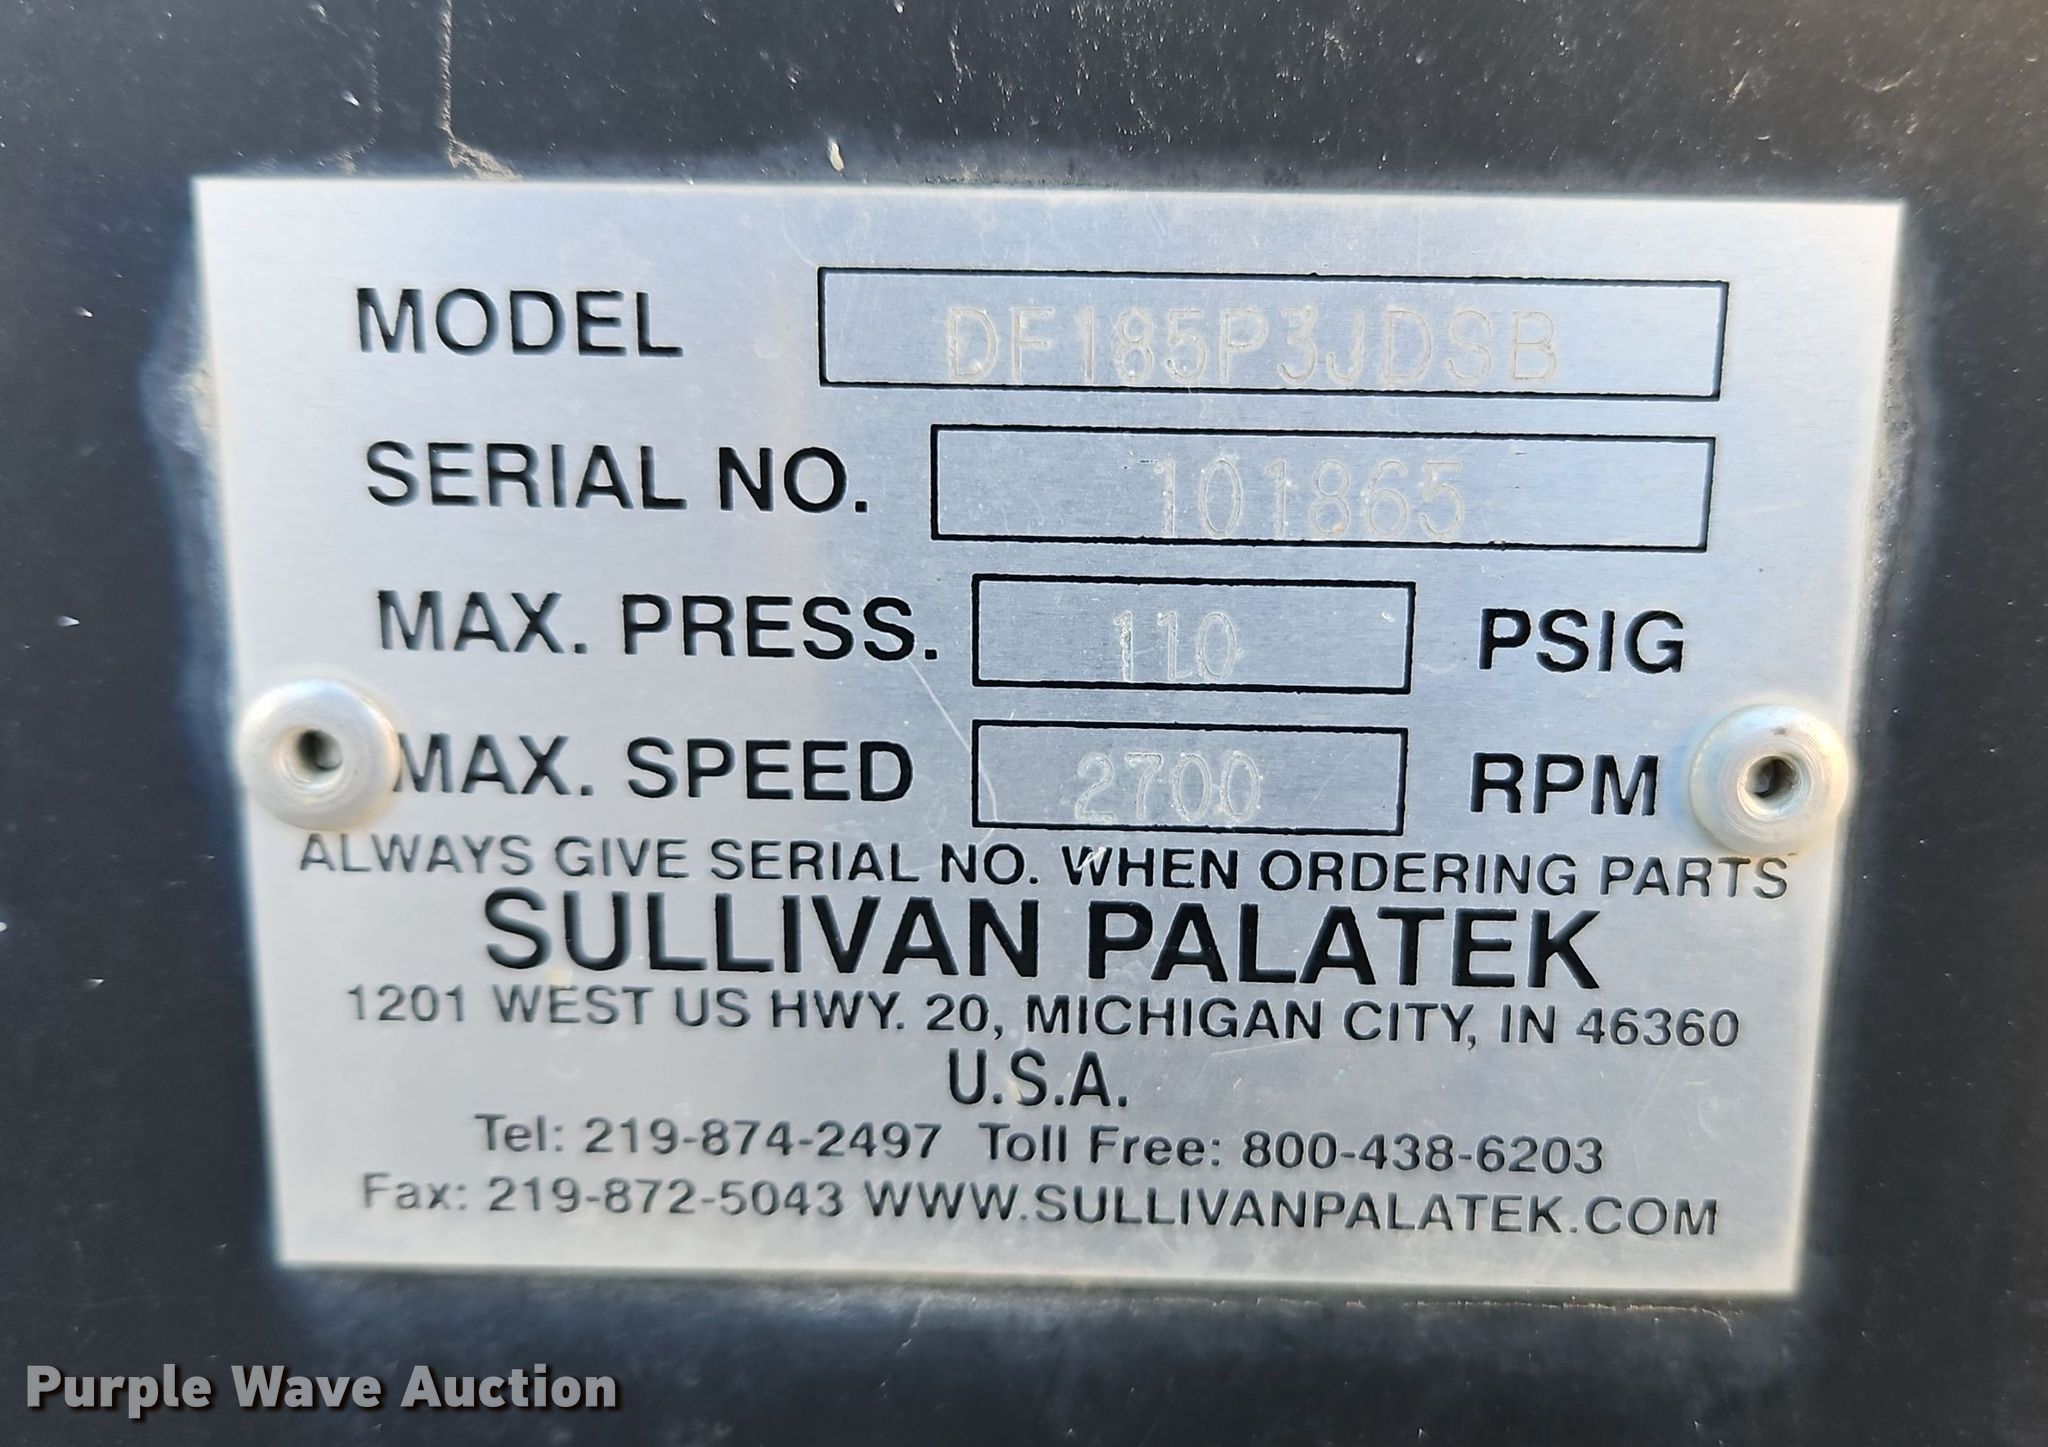 MODEL DF185P3JDSB
SERIAL NO. 101865
MAX. PRESS. 110 PSIG
MAX. SPEED 2700 RPM
ALWAYS GIVE SERIAL NO. WHEN ORDERING PARTS
SULLIVAN PALATEK
1201 WEST US HWY. 20, MICHIGAN CITY, IN 46360
U.S.A.
Tel: 219-874-2497 Toll Free: 800-438-6203
Fax: 219-872-5043 WWW.SULLIVANPALATEK.COM
Purple Wave Auction